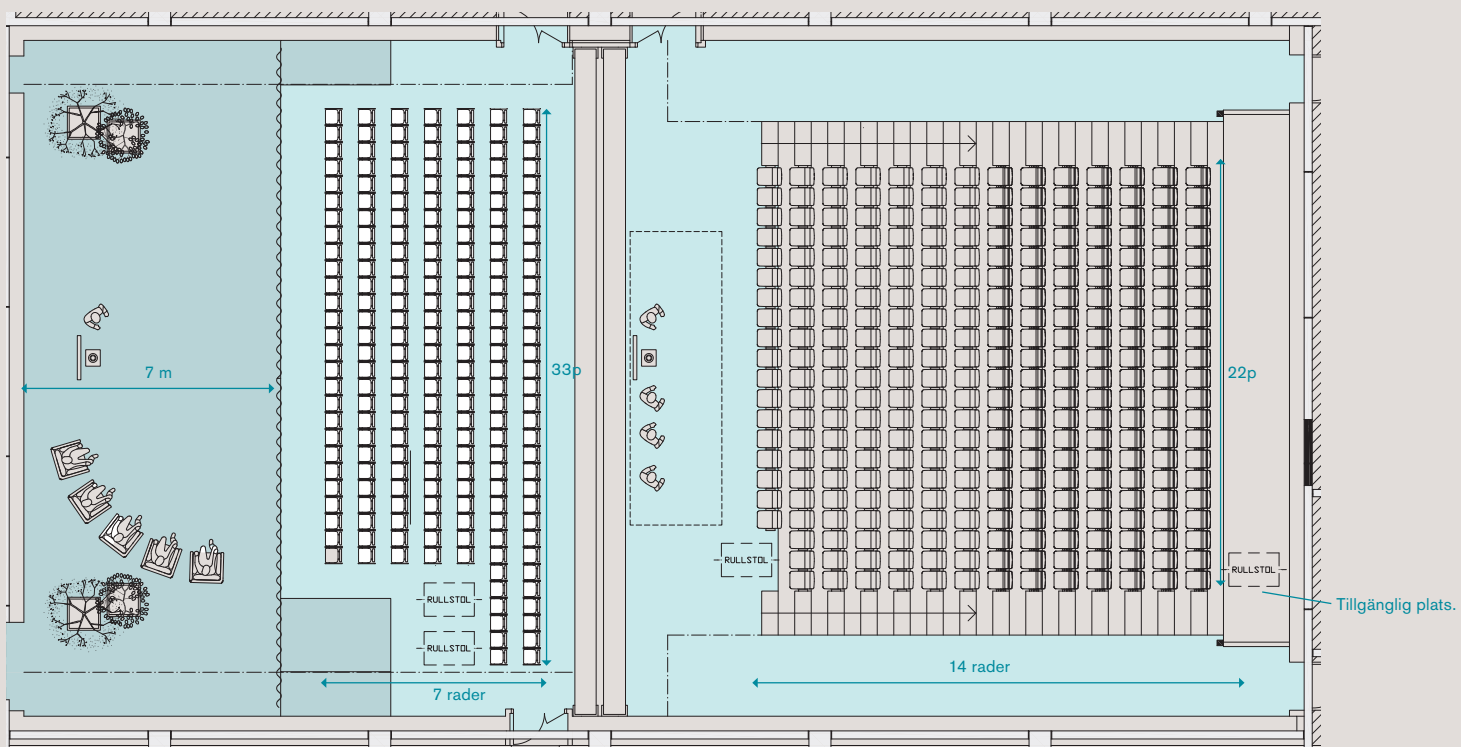 7 m
33p
22p
RULLSTOL
RULLSTOL
RULLSTOL
RULLSTOL
Tillgänglig plats.
14 rader
7 rader